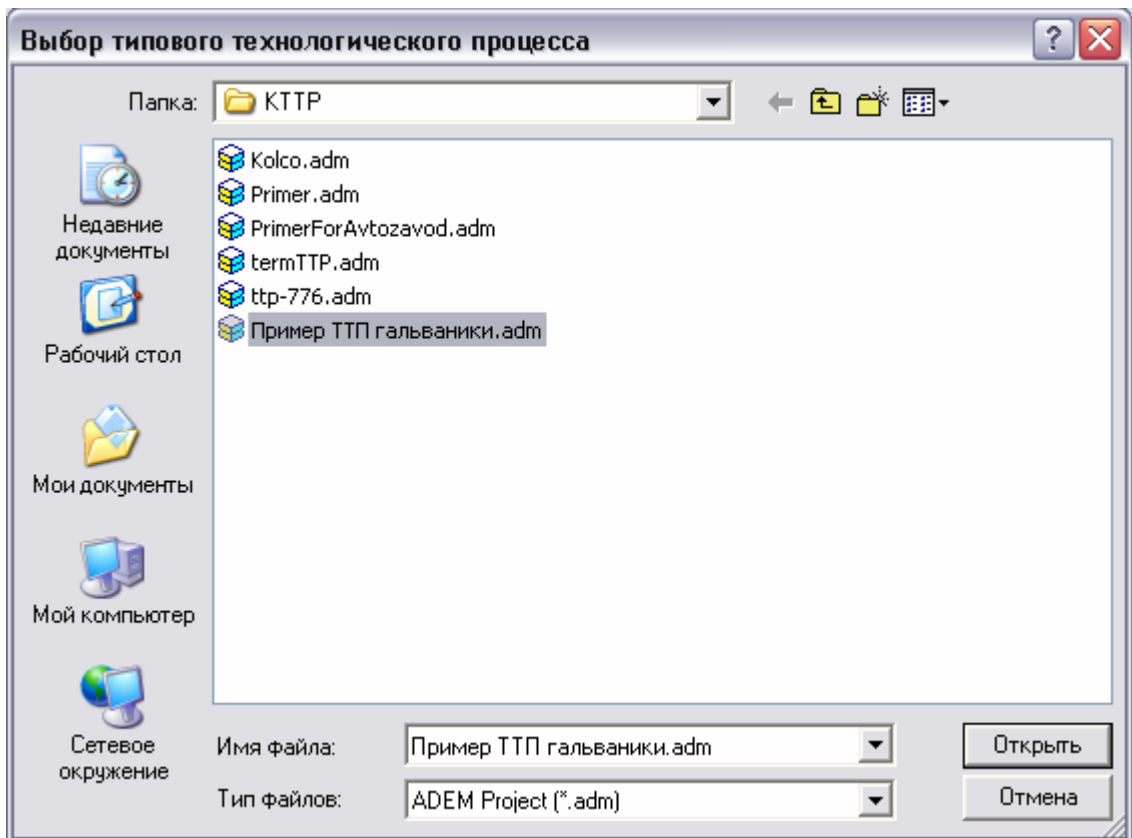 Выбор типового технологического процесса
Папка:
KTTP
Kolco.adm
Primer.adm
PrimerForAvtozavod.adm
termTTP.adm
ttp-776.adm
Пример ТТП гальваники.adm
Недавние
документы
Рабочий стол
Мои документы
Мой компьютер
Сетевое
окружение
Имя файла:
Пример ТТП гальваники.adm
Открыть
Тип файлов:
ADEM Project (*.adm)
Отмена